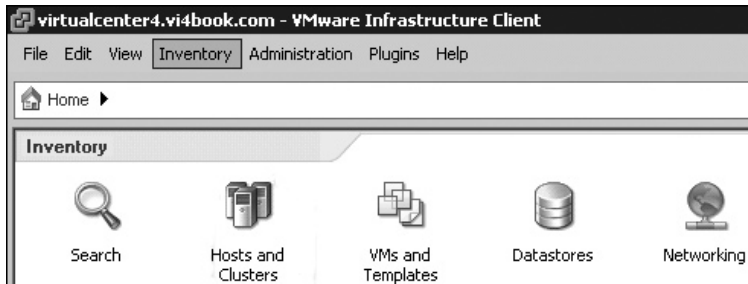 virtualcenter4.vi4book.com - VMware Infrastructure Client
File Edit View Inventory Administration Plugins Help
Home
Inventory
Search Hosts and Clusters VMs and Templates Datastores Networking